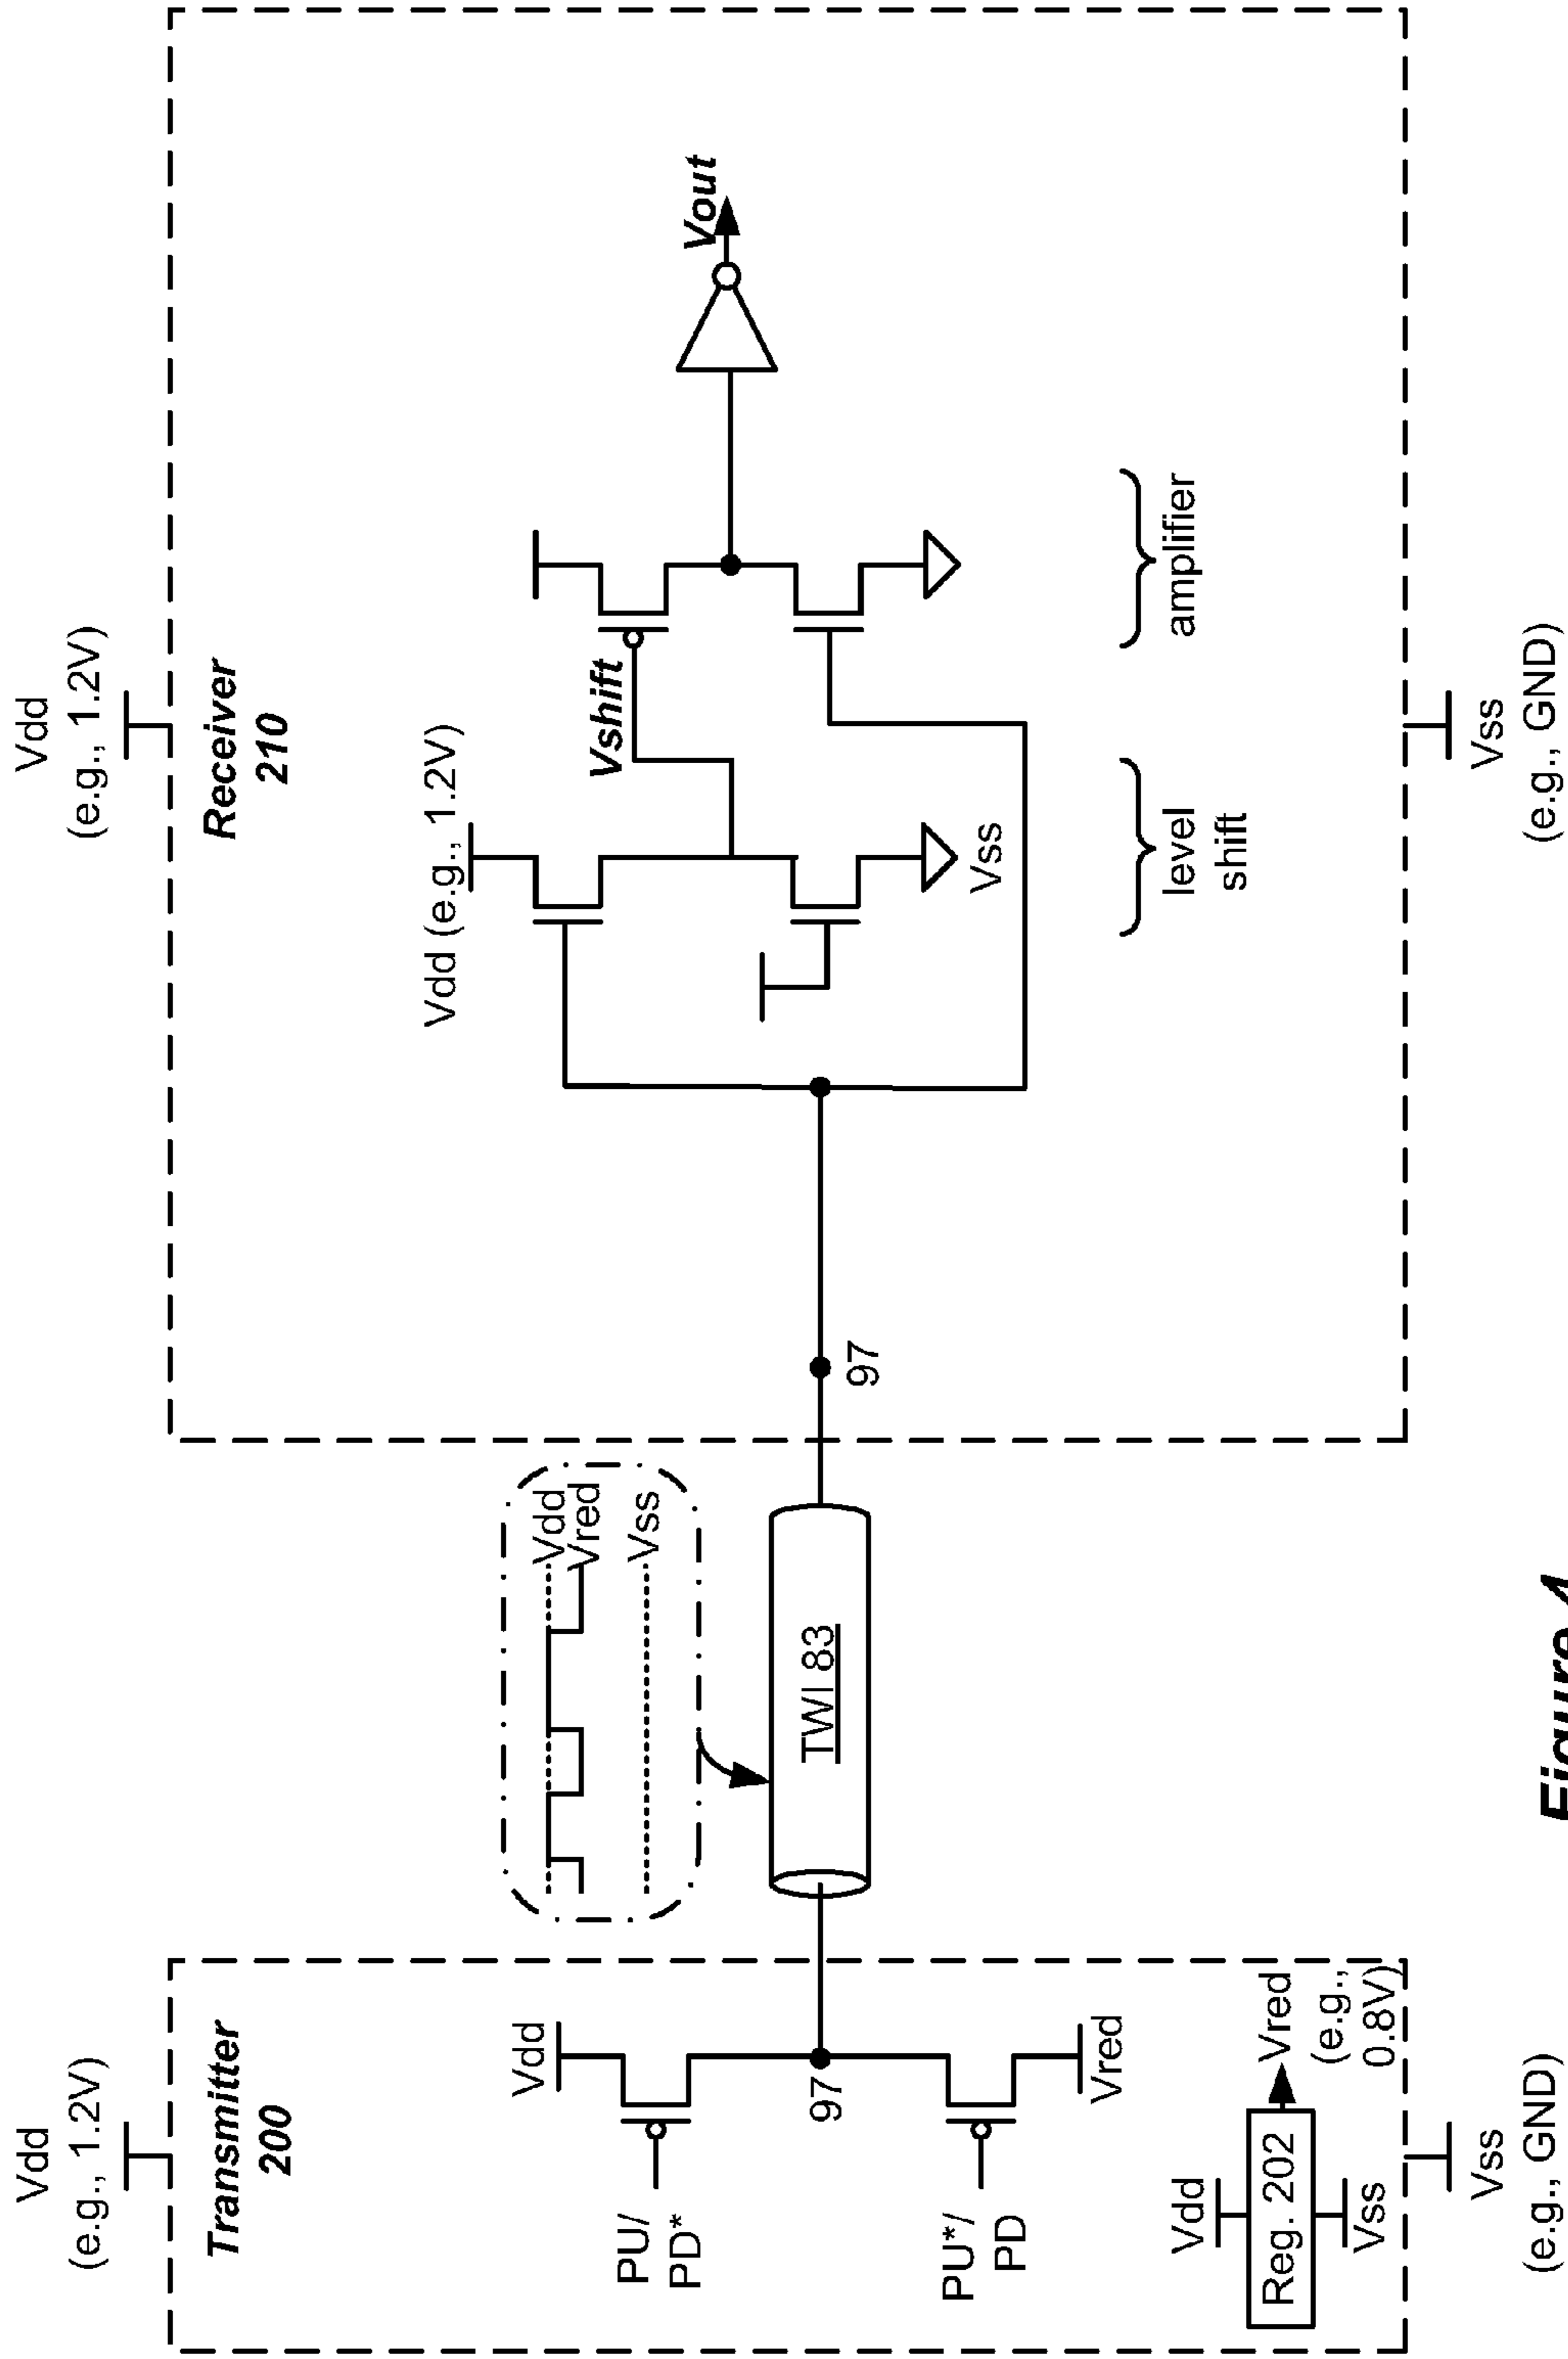 Vdd
(e.g., 1.2V)
Transmitter
200
Vdd
PU/
PD*
97
PU*/
PD
Vred
Vdd
Reg. 202
Vss
Vred
(e.g.,
0.8V)
Vss
(e.g., GND)
Vdd
Vred
Vss
TWI 83
Vdd
(e.g., 1.2V)
Receiver
210
97
Vdd (e.g., 1.2V)
Vshift
Vss
Vout
level
shift
amplifier
Vss
(e.g., GND)
Figure 4